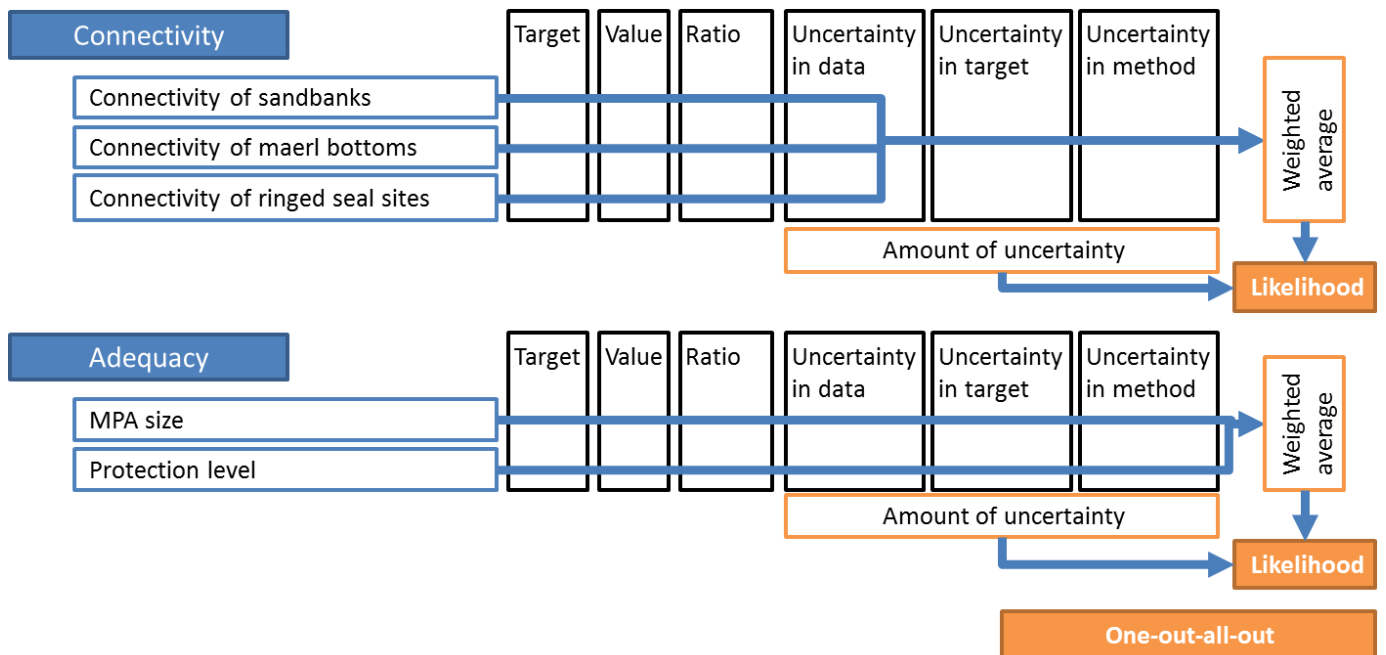 Connectivity
Target
Value
Ratio
Uncertainty
in data
Uncertainty
in target
Uncertainty
in method
Connectivity of sandbanks
Connectivity of maerl bottoms
Connectivity of ringed seal sites
Weighted
average
Amount of uncertainty
Likelihood
Adequacy
Target
Value
Ratio
Uncertainty
in data
Uncertainty
in target
Uncertainty
in method
MPA size
Protection level
Weighted
average
Amount of uncertainty
Likelihood
One-out-all-out